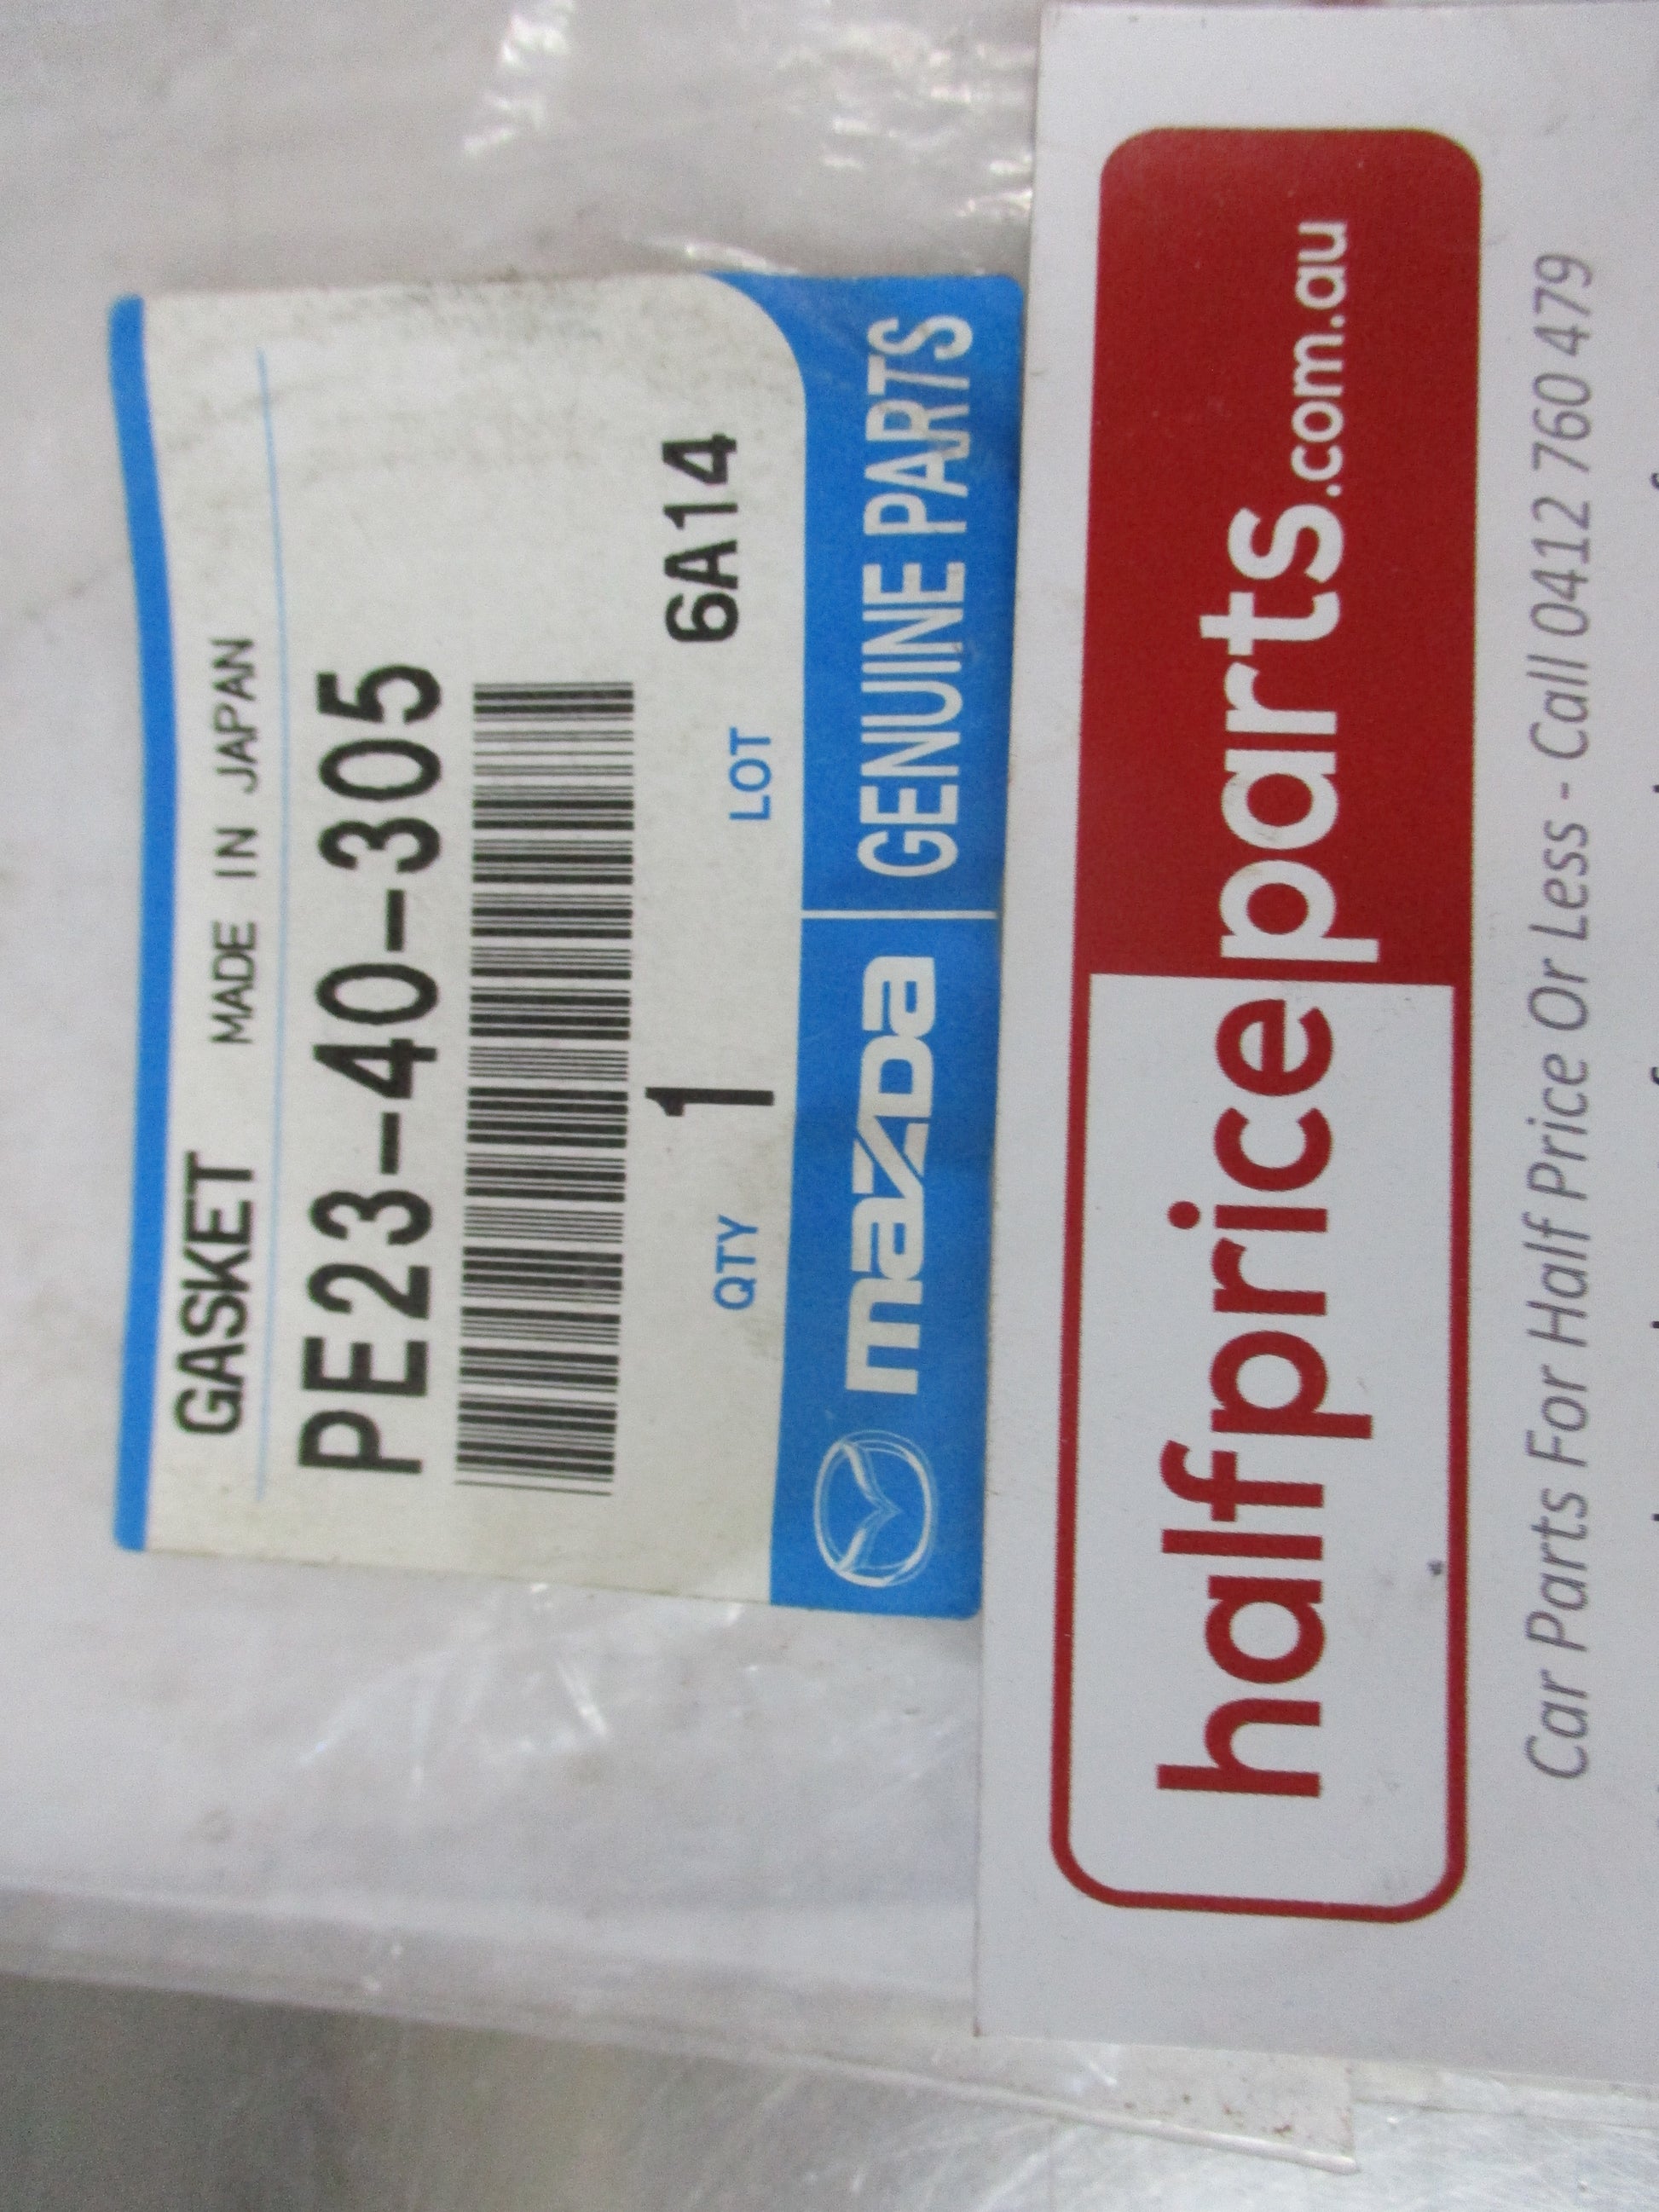 GASKET MADE IN JAPAN
PE23-40-305
QTY 1 LOT 6A14
mazda GENUINE PARTS
halfpriceparts.com.au
Car Parts For Half Price Or Less - Call 0412 760 479